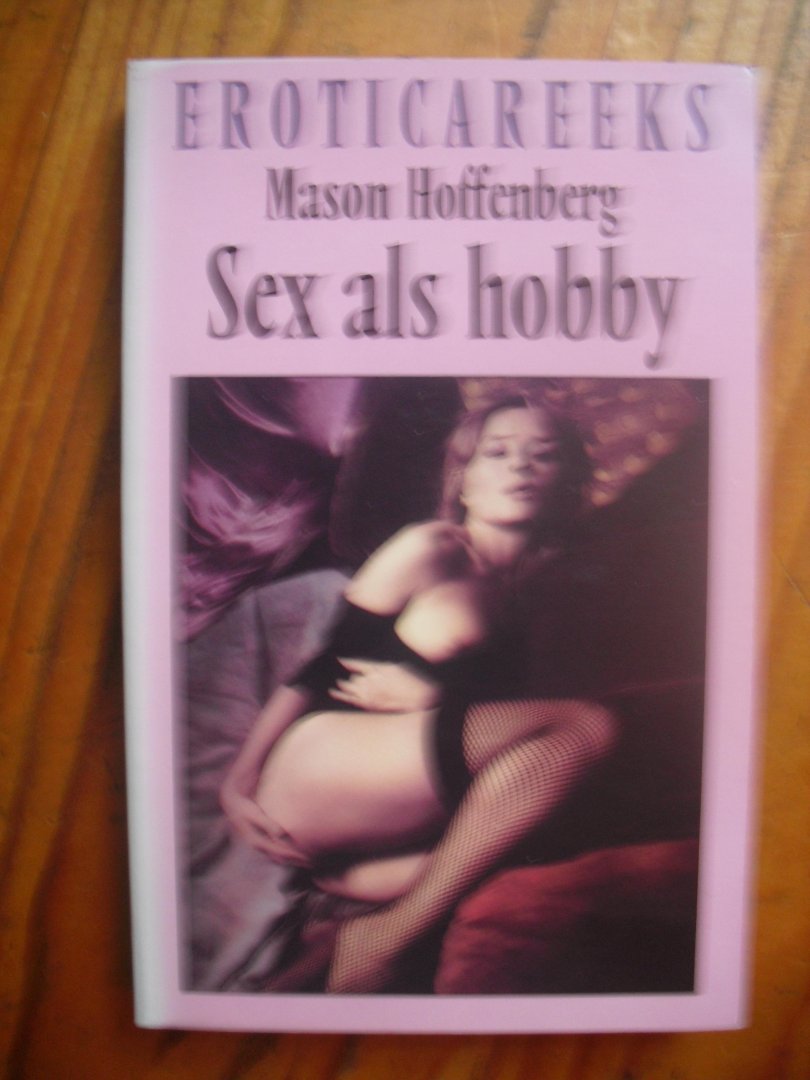 EROTICAREEKS
Mason Hoffenberg
Sex als hobby